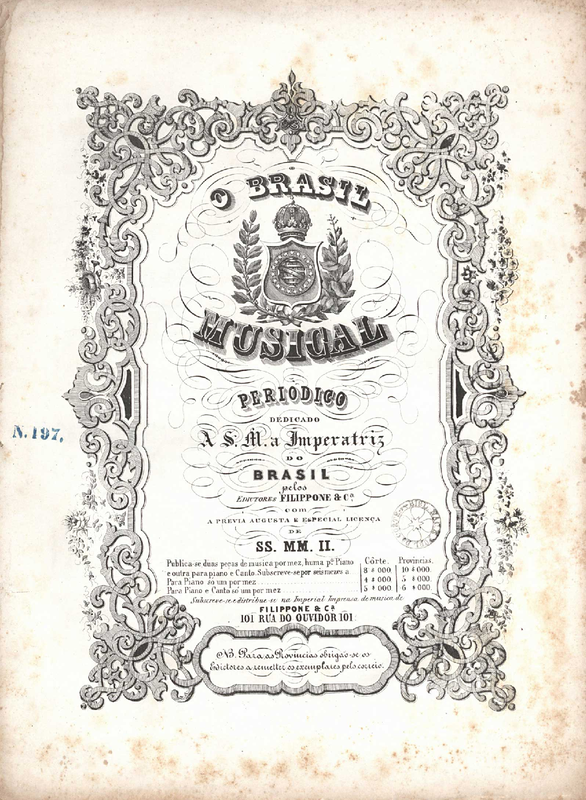 O BRASIL
MUSICAL
PERIODICO
DEDICADO
A S. M. a Imperatriz
DO
BRASIL
pelos
EDICTORES FILIPPONE & Cª
com
A PREVIA AUGUSTA E ESPECIAL LICENÇA
DE
SS. MM. II.
Publica-se duas peças de musica por mez, huma pª Piano
e outra para piano e Canto. Subscreve-se por seis mezes a
Para Piano só um por mez
Para Piano e Canto só um por mez
Côrte. Provincias.
8 $ 000 10 $ 000.
4 $ 000 5 $ 000.
5 $ 000 6 $ 000.
Subscreve-se e distribue-se na Imperial Imprensa de musica de
FILIPPONE & Cª
101 RUA DO OUVIDOR 101
NB. Para as Provincias obrigão-se os
Edictores a remetter os exemplares pelo correio.
N. 197.